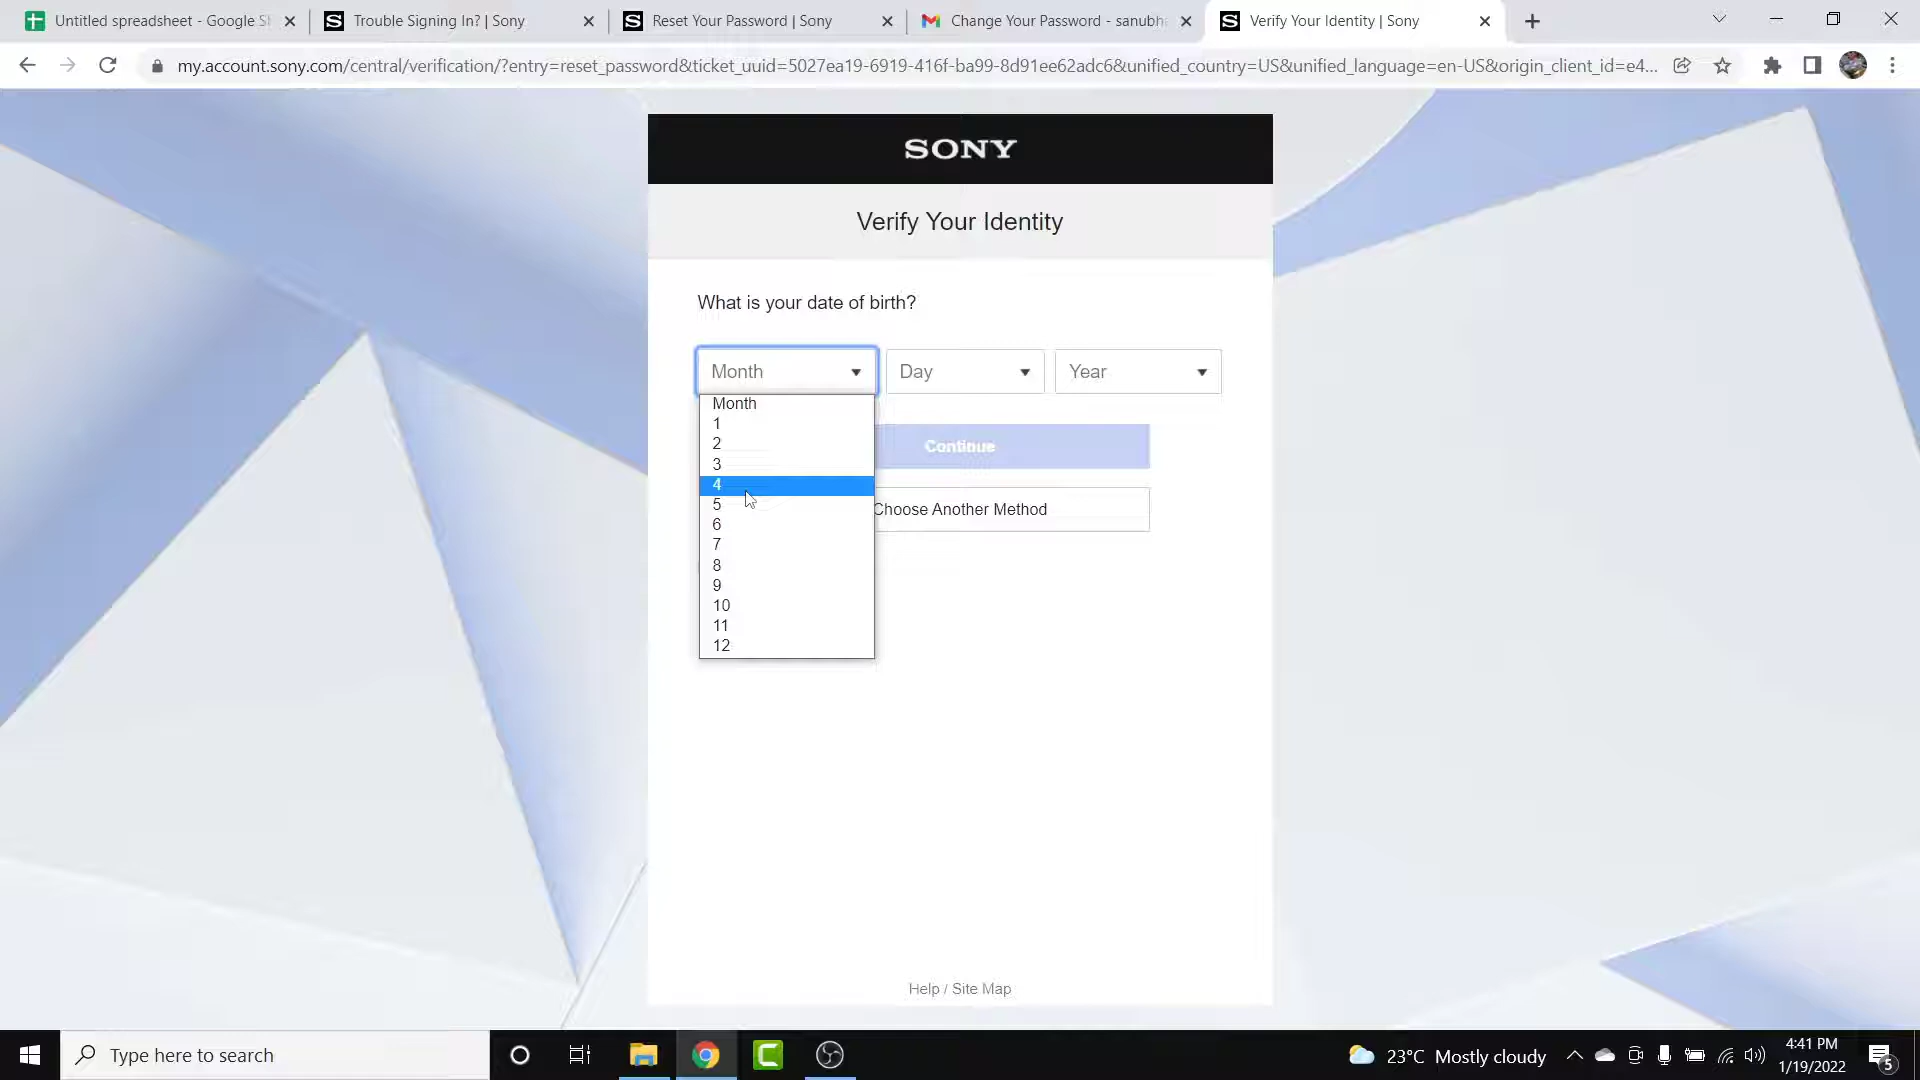 Untitled spreadsheet - Google Sh
Trouble Signing In? | Sony
Reset Your Password | Sony
Change Your Password - sanubha
Verify Your Identity | Sony
my.account.sony.com/central/verification/?entry=reset_password&ticket_uuid=5027ea19-6919-416f-ba99-8d91ee62adc6&unified_country=US&unified_language=en-US&origin_client_id=e4...
SONY
Verify Your Identity
What is your date of birth?
Month
Day
Year
Month
1
2
3
4
5
6
7
8
9
10
11
12
Continue
Choose Another Method
Help / Site Map
Type here to search
23°C Mostly cloudy
4:41 PM
1/19/2022
5